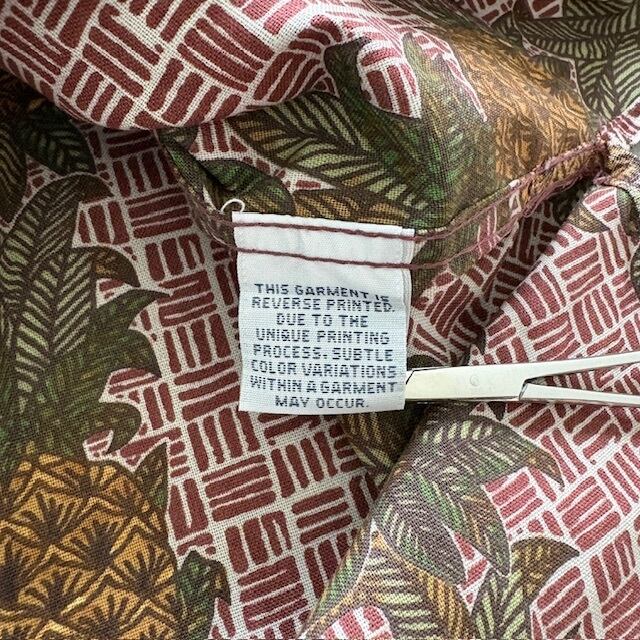 THIS GARMENT IS
REVERSE PRINTED.
DUE TO THE
UNIQUE PRINTING
PROCESS. SUBTLE
COLOR VARIATIONS
WITHIN A GARMENT
MAY OCCUR.